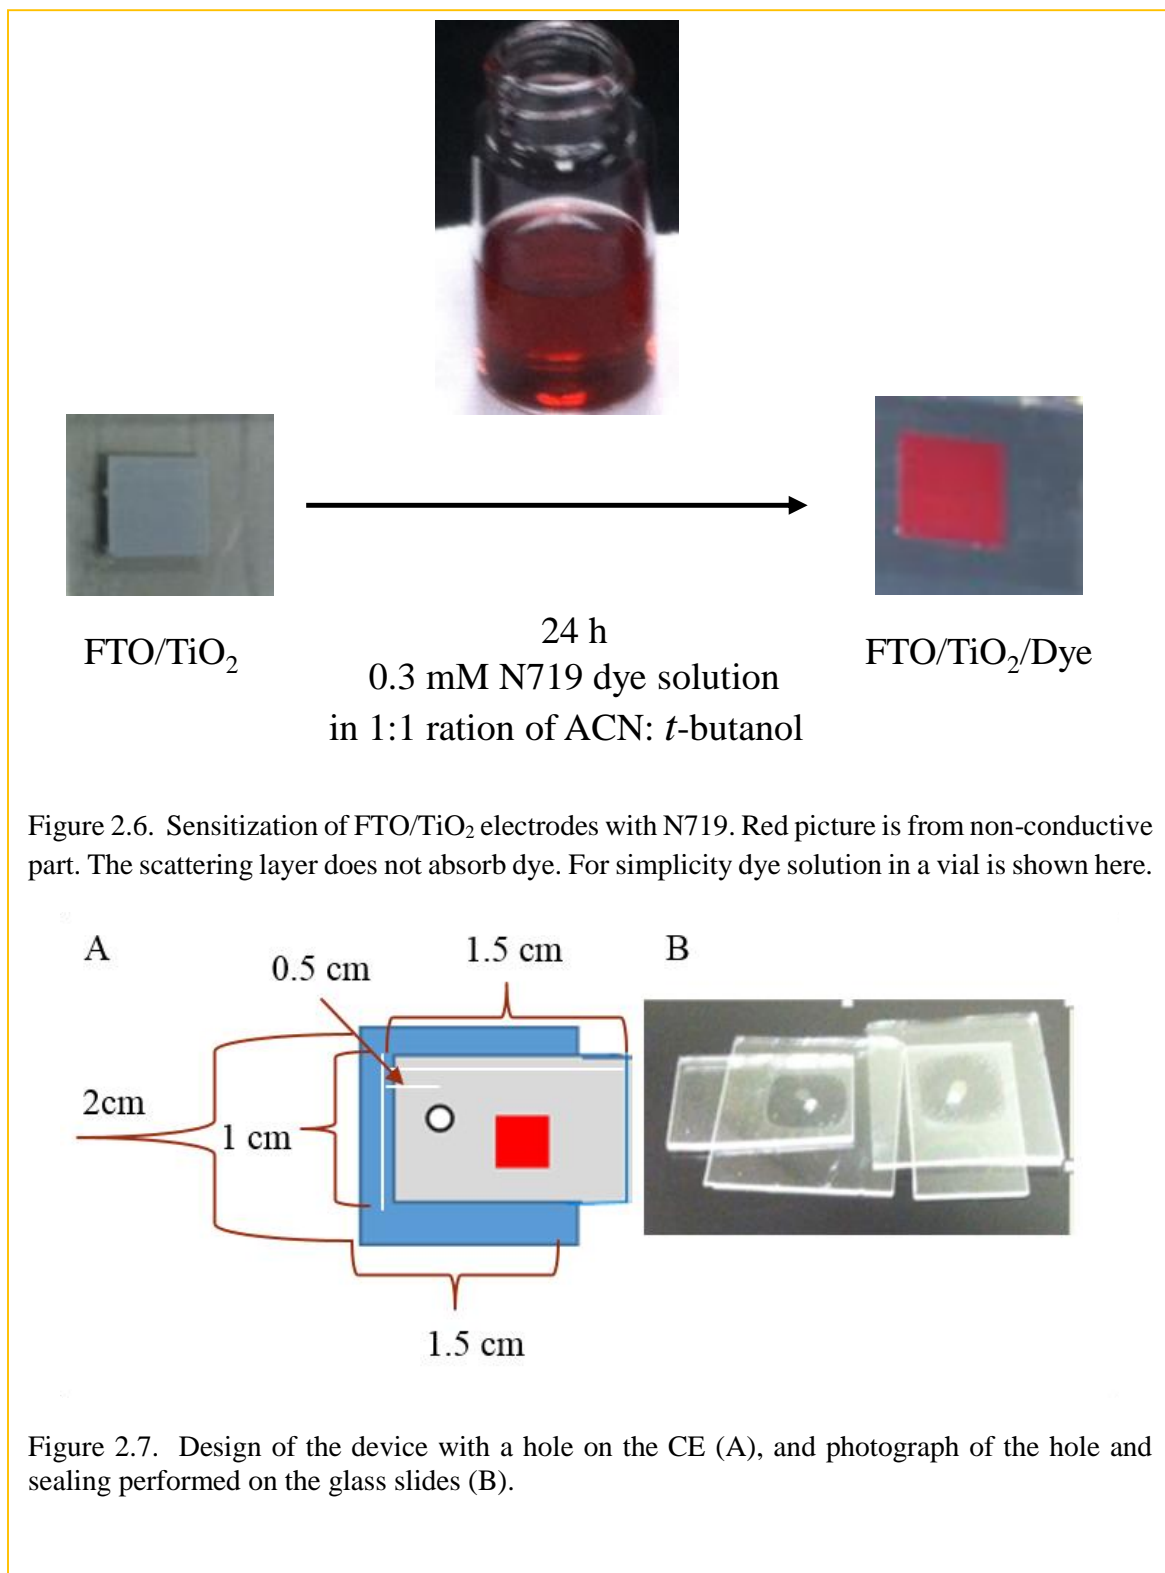 FTO/TiO₂
24 h
0.3 mM N719 dye solution
in 1:1 ration of ACN: t-butanol
FTO/TiO₂/Dye
Figure 2.6. Sensitization of FTO/TiO₂ electrodes with N719. Red picture is from non-conductive
part. The scattering layer does not absorb dye. For simplicity dye solution in a vial is shown here.
A
0.5 cm
1.5 cm
B
2cm
1 cm
1.5 cm
Figure 2.7. Design of the device with a hole on the CE (A), and photograph of the hole and
sealing performed on the glass slides (B).